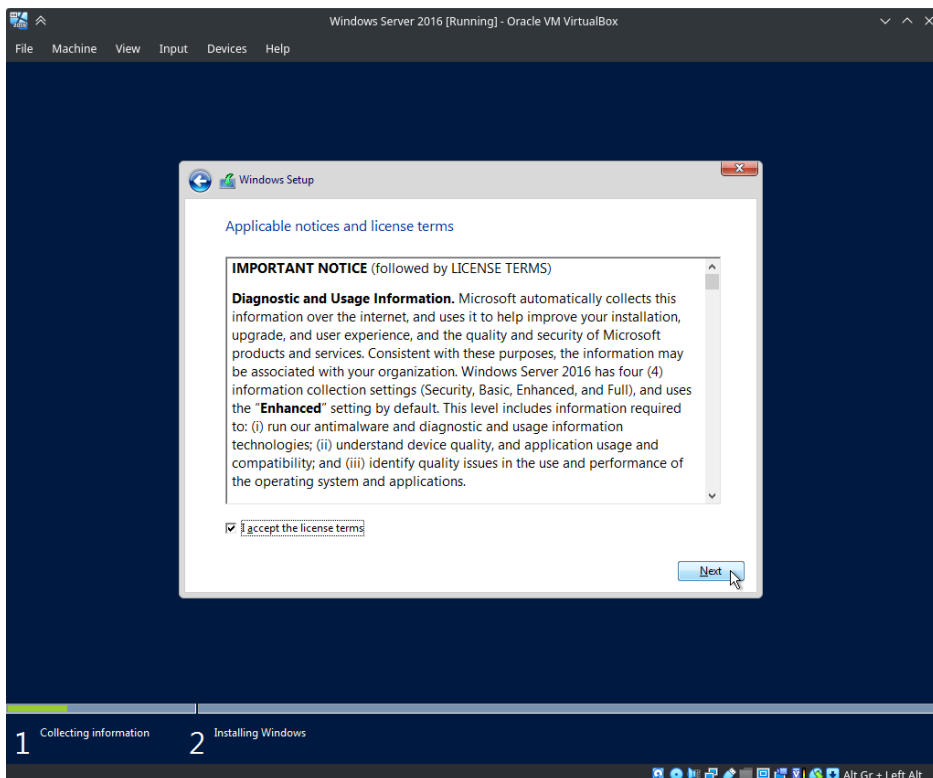 Windows Server 2016 [Running] - Oracle VM VirtualBox
File Machine View Input Devices Help
Windows Setup
Applicable notices and license terms
IMPORTANT NOTICE (followed by LICENSE TERMS)
Diagnostic and Usage Information. Microsoft automatically collects this
information over the internet, and uses it to help improve your installation,
upgrade, and user experience, and the quality and security of Microsoft
products and services. Consistent with these purposes, the information may
be associated with your organization. Windows Server 2016 has four (4)
information collection settings (Security, Basic, Enhanced, and Full), and uses
the "Enhanced" setting by default. This level includes information required
to: (i) run our antimalware and diagnostic and usage information
technologies; (ii) understand device quality, and application usage and
compatibility; and (iii) identify quality issues in the use and performance of
the operating system and applications.
I accept the license terms
Next
1 Collecting information 2 Installing Windows
Alt Gr + Left Alt